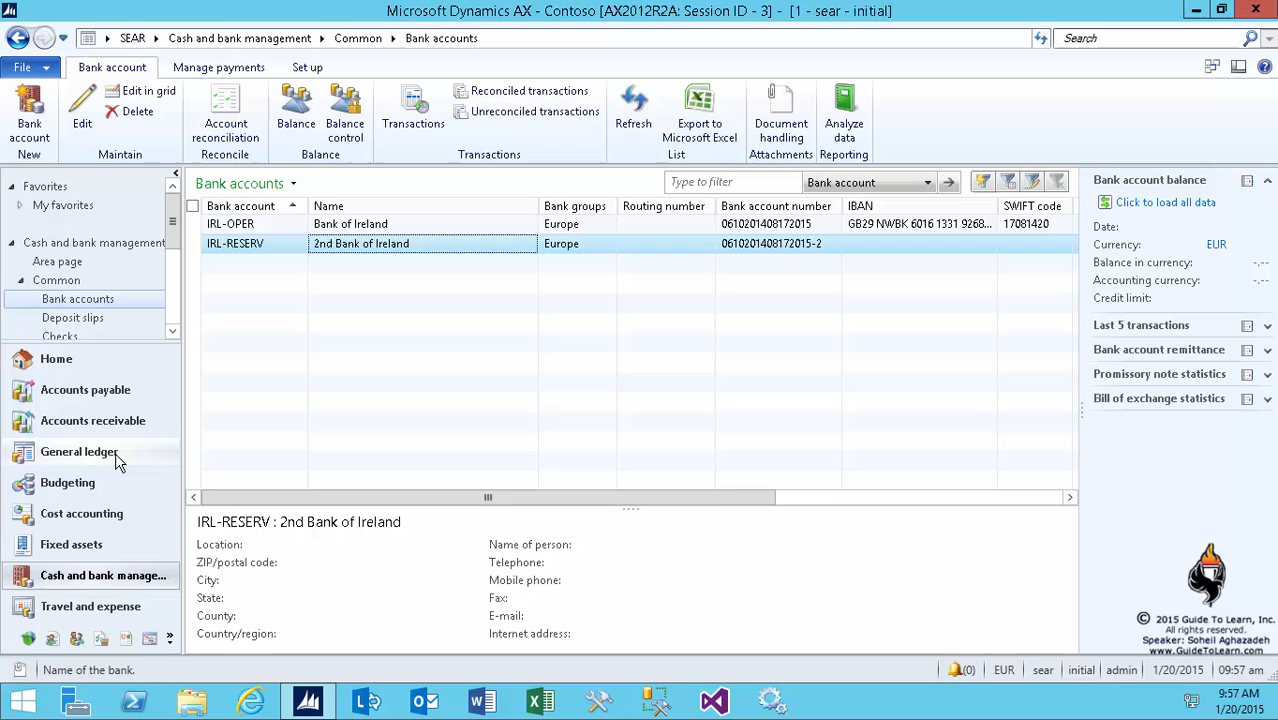 Microsoft Dynamics AX - Contoso [AX2012R2A: Session ID - 3] - [1 - sear - initial]
SEAR
Cash and bank management
Common
Bank accounts
Search
File
Bank account
Manage payments
Set up
Bank account
New
Edit
Edit in grid
Delete
Maintain
Account reconciliation
Reconcile
Balance
Balance control
Balance
Transactions
Reconciled transactions
Unreconciled transactions
Transactions
Refresh
Export to Microsoft Excel
List
Document handling
Attachments
Analyze data
Reporting
Favorites
My favorites
Cash and bank management
Area page
Common
Bank accounts
Deposit slips
Checks
Home
Accounts payable
Accounts receivable
General ledger
Budgeting
Cost accounting
Fixed assets
Cash and bank manage...
Travel and expense
Bank accounts
Type to filter
Bank account
Bank account Name Bank groups Routing number Bank account number IBAN SWIFT code
IRL-OPER Bank of Ireland Europe 0610201408172015 GB29 NWBK 6016 1331 9268... 17081420
IRL-RESERV 2nd Bank of Ireland Europe 0610201408172015-2
IRL-RESERV : 2nd Bank of Ireland
Location:
ZIP/postal code:
City:
State:
County:
Country/region:
Name of person:
Telephone:
Mobile phone:
Fax:
E-mail:
Internet address:
Bank account balance
Click to load all data
Date:
Currency: EUR
Balance in currency: -.--
Accounting currency: -.--
Credit limit:
Last 5 transactions
Bank account remittance
Promissory note statistics
Bill of exchange statistics
© 2015 Guide To Learn, Inc.
All rights reserved.
Speaker: Soheil Aghazadeh
www.GuideToLearn.com
Name of the bank.
(0)
EUR
sear
initial
admin
1/20/2015
09:57 am
9:57 AM
1/20/2015